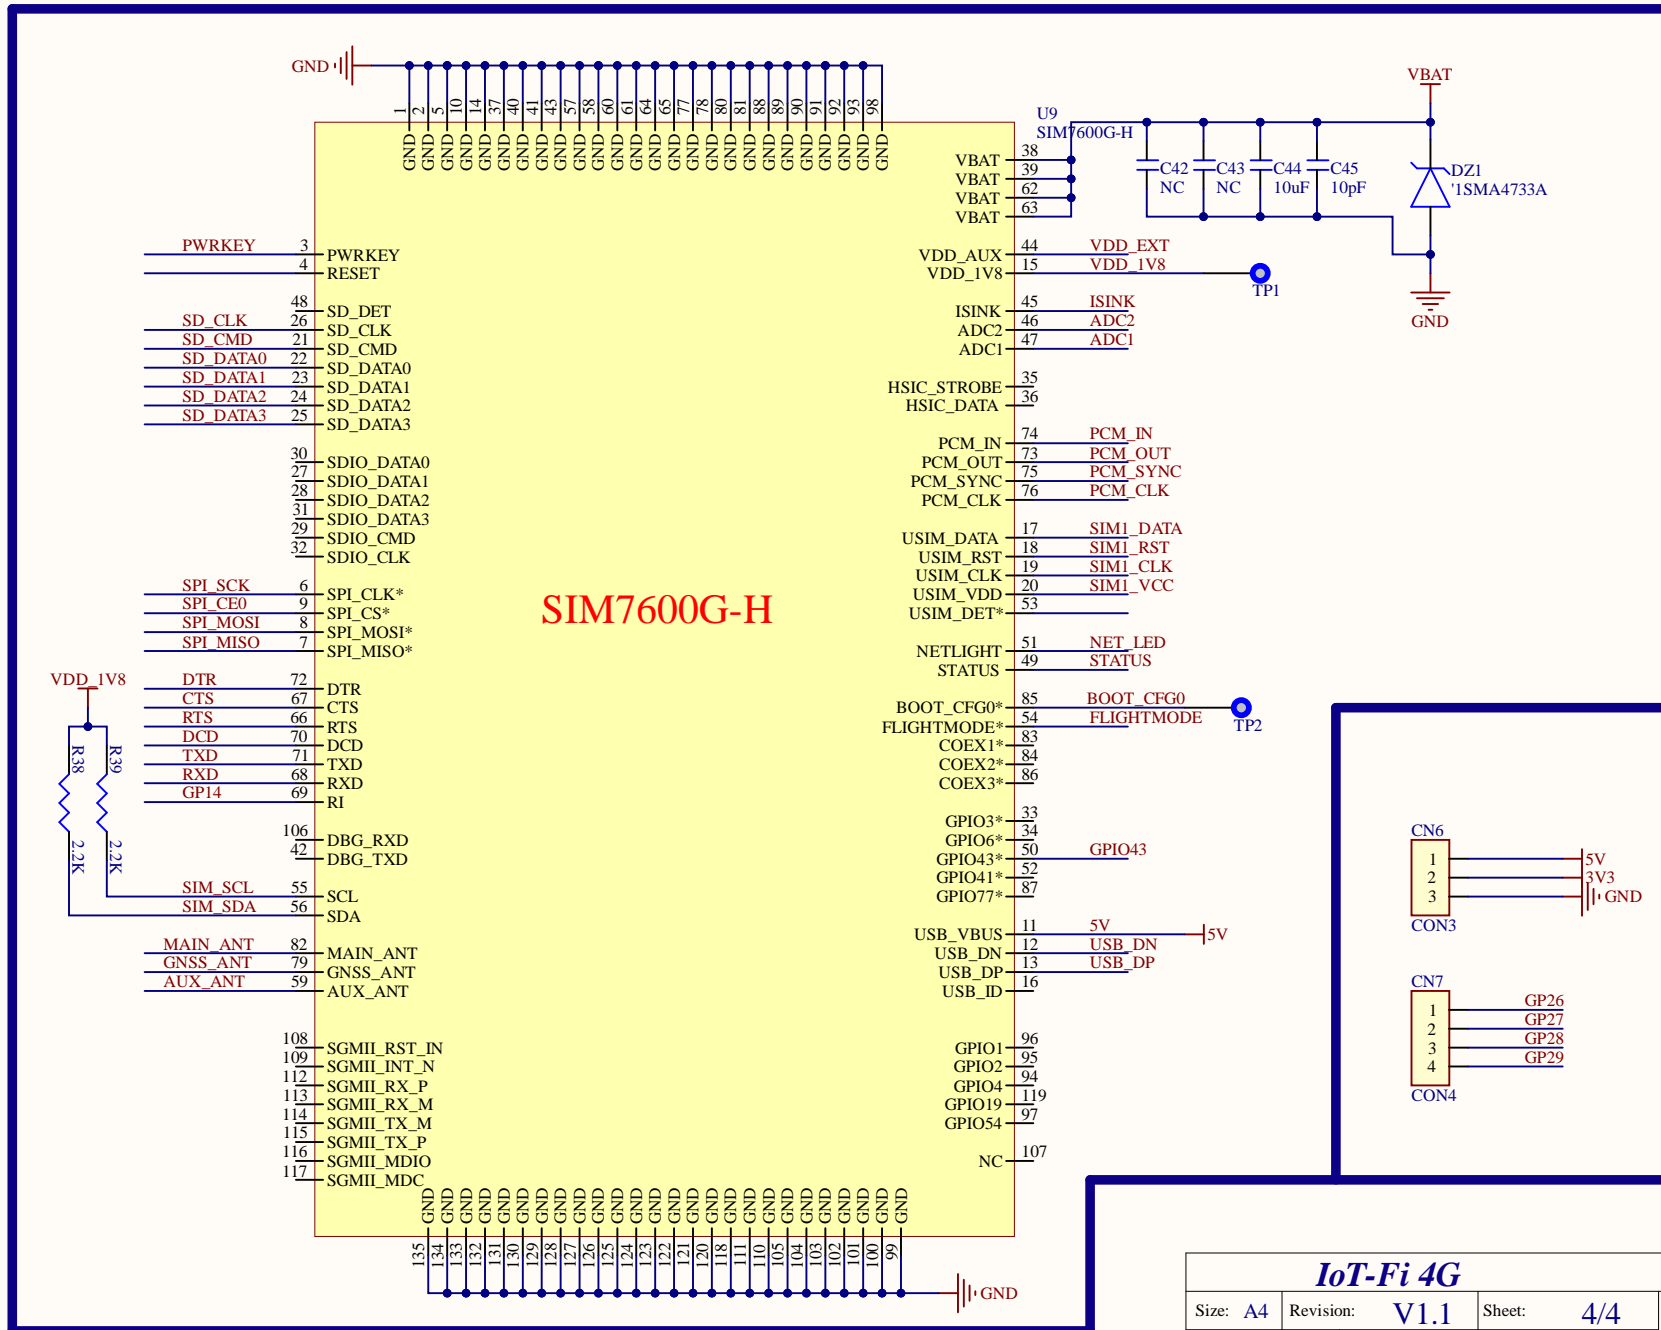 GND
1 2 5 10 14 37 40 41 43 57 58 60 61 64 65 77 78 80 81 88 89 90 91 92 93 98
GND GND GND GND GND GND GND GND GND GND GND GND GND GND GND GND GND GND GND GND GND GND GND GND GND GND
U9
SIM7600G-H
SIM7600G-H
PWRKEY 3 PWRKEY
4 RESET
48 SD_DET
SD_CLK 26 SD_CLK
SD_CMD 21 SD_CMD
SD_DATA0 22 SD_DATA0
SD_DATA1 23 SD_DATA1
SD_DATA2 24 SD_DATA2
SD_DATA3 25 SD_DATA3
30 SDIO_DATA0
27 SDIO_DATA1
28 SDIO_DATA2
31 SDIO_DATA3
29 SDIO_CMD
32 SDIO_CLK
SPI_SCK 6 SPI_CLK*
SPI_CE0 9 SPI_CS*
SPI_MOSI 8 SPI_MOSI*
SPI_MISO 7 SPI_MISO*
VDD_1V8
DTR 72 DTR
CTS 67 CTS
RTS 66 RTS
DCD 70 DCD
TXD 71 TXD
RXD 68 RXD
GP14 69 RI
R38 2.2K
R39 2.2K
106 DBG_RXD
42 DBG_TXD
SIM_SCL 55 SCL
SIM_SDA 56 SDA
MAIN_ANT 82 MAIN_ANT
GNSS_ANT 79 GNSS_ANT
AUX_ANT 59 AUX_ANT
108 SGMII_RST_IN
109 SGMII_INT_N
112 SGMII_RX_P
113 SGMII_RX_M
114 SGMII_TX_M
115 SGMII_TX_P
116 SGMII_MDIO
117 SGMII_MDC
VBAT 38
VBAT 39
VBAT 62
VBAT 63
VDD_AUX 44 VDD_EXT
VDD_1V8 15 VDD_1V8
TP1
ISINK 45 ISINK
ADC2 46 ADC2
ADC1 47 ADC1
HSIC_STROBE 35
HSIC_DATA 36
PCM_IN 74 PCM_IN
PCM_OUT 73 PCM_OUT
PCM_SYNC 75 PCM_SYNC
PCM_CLK 76 PCM_CLK
USIM_DATA 17 SIM1_DATA
USIM_RST 18 SIM1_RST
USIM_CLK 19 SIM1_CLK
USIM_VDD 20 SIM1_VCC
USIM_DET* 53
NETLIGHT 51 NET_LED
STATUS 49 STATUS
BOOT_CFG0* 85 BOOT_CFG0
TP2
FLIGHTMODE* 54 FLIGHTMODE
COEX1* 83
COEX2* 84
COEX3* 86
GPIO3* 33
GPIO6* 34
GPIO43* 50 GPIO43
GPIO41* 52
GPIO77* 87
USB_VBUS 11 5V 5V
USB_DN 12 USB_DN
USB_DP 13 USB_DP
USB_ID 16
GPIO1 96
GPIO2 95
GPIO4 94
GPIO19 119
GPIO54 97
NC 107
GND GND GND GND GND GND GND GND GND GND GND GND GND GND GND GND GND GND GND GND GND GND GND GND GND GND
135 134 133 132 131 130 129 128 127 126 125 124 123 122 121 120 118 111 110 105 104 103 102 101 100 99
GND
VBAT
C42 NC
C43 NC
C44 10uF
C45 10pF
DZ1
'1SMA4733A
GND
CN6
1 5V
2 3V3
3 GND
CON3
CN7
1 GP26
2 GP27
3 GP28
4 GP29
CON4
IoT-Fi 4G
Size: A4 Revision: V1.1 Sheet: 4/4